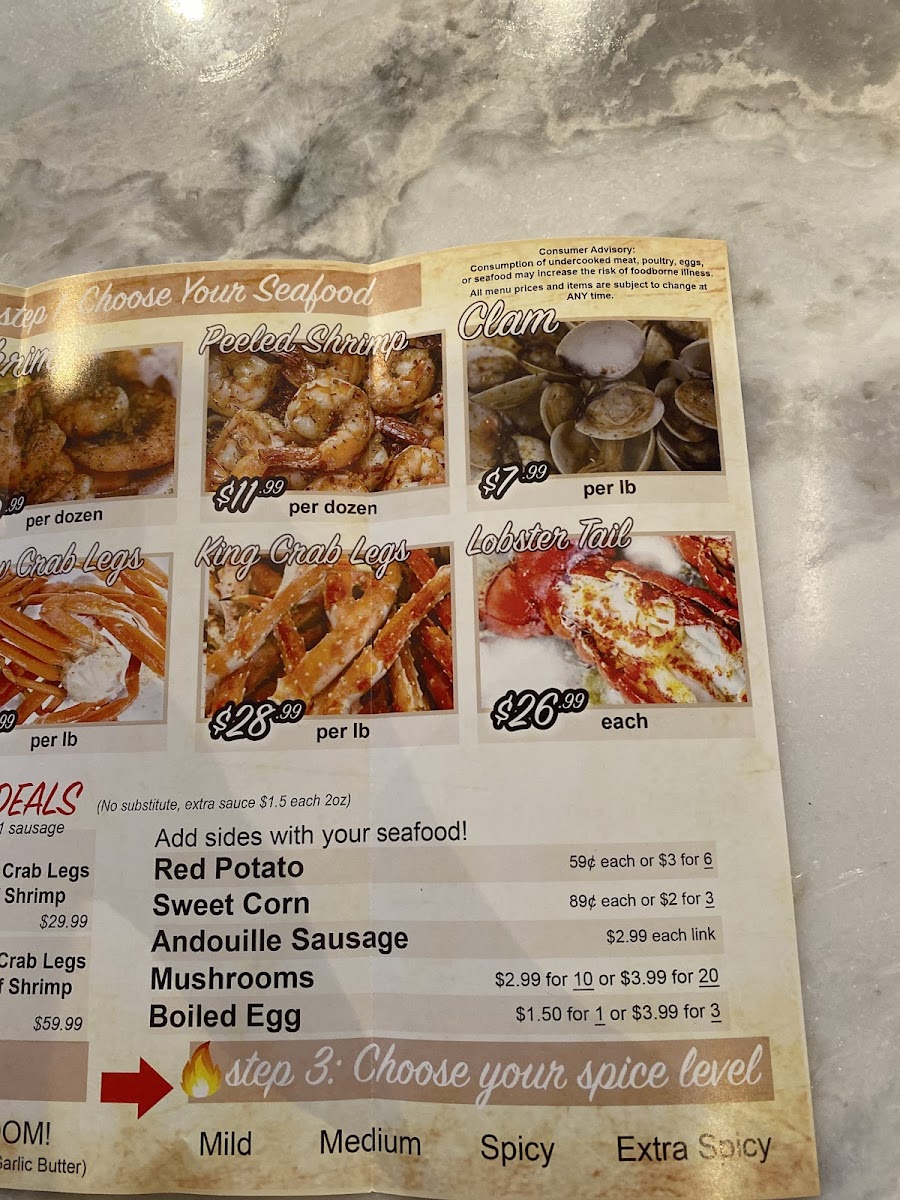 Consumer Advisory:
Consumption of undercooked meat, poultry, eggs,
or seafood may increase the risk of foodborne illness.
All menu prices and items are subject to change at
ANY time.
step Choose Your Seafood
Peeled Shrimp
Clam
.99
per dozen
$11.99
per dozen
$7.99
per lb
Crab Legs
King Crab Legs
Lobster Tail
99
per lb
$28.99
per lb
$26.99
each
DEALS
(No substitute, extra sauce $1.5 each 2oz)
1 sausage
Add sides with your seafood!
Red Potato
59¢ each or $3 for 6
Sweet Corn
89¢ each or $2 for 3
Andouille Sausage
$2.99 each link
Mushrooms
$2.99 for 10 or $3.99 for 20
Boiled Egg
$1.50 for 1 or $3.99 for 3
Crab Legs
Shrimp
$29.99
Crab Legs
f Shrimp
$59.99
step 3: Choose your spice level
OOM!
Garlic Butter)
Mild
Medium
Spicy
Extra Spicy